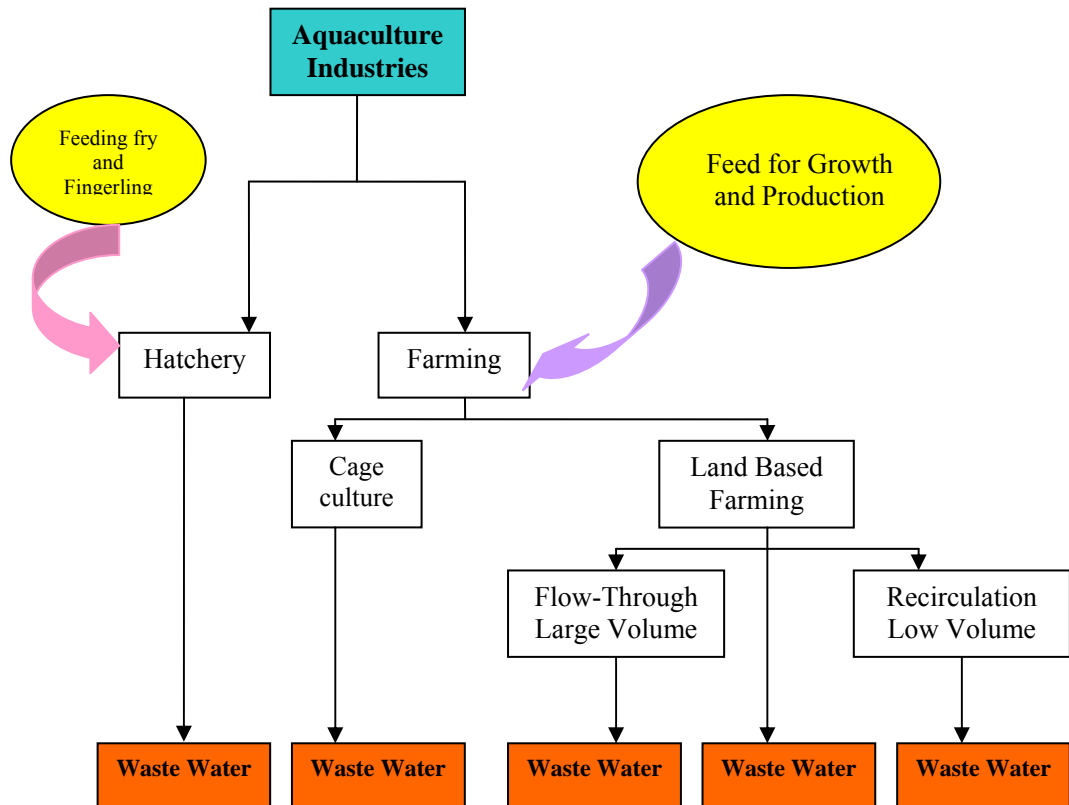 Aquaculture
Industries
Feeding fry
and
Fingerling
Feed for Growth
and Production
Hatchery
Farming
Cage
culture
Land Based
Farming
Flow-Through
Large Volume
Recirculation
Low Volume
Waste Water
Waste Water
Waste Water
Waste Water
Waste Water